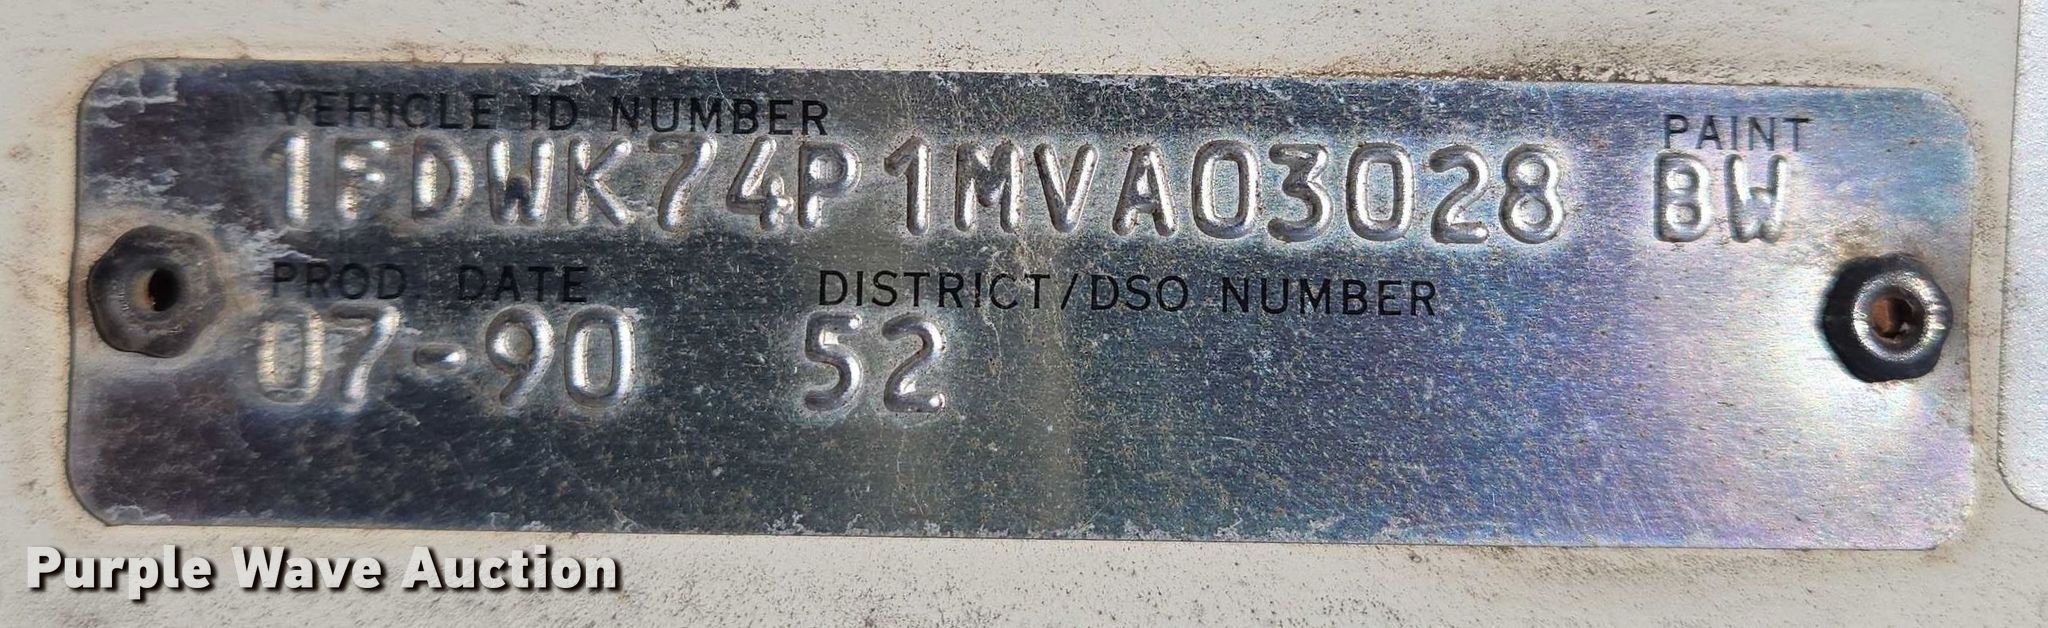 VEHICLE ID NUMBER PAINT
1FDWK74P1MVA03028 BW
PROD. DATE DISTRICT/DSO NUMBER
07-90 52
Purple Wave Auction